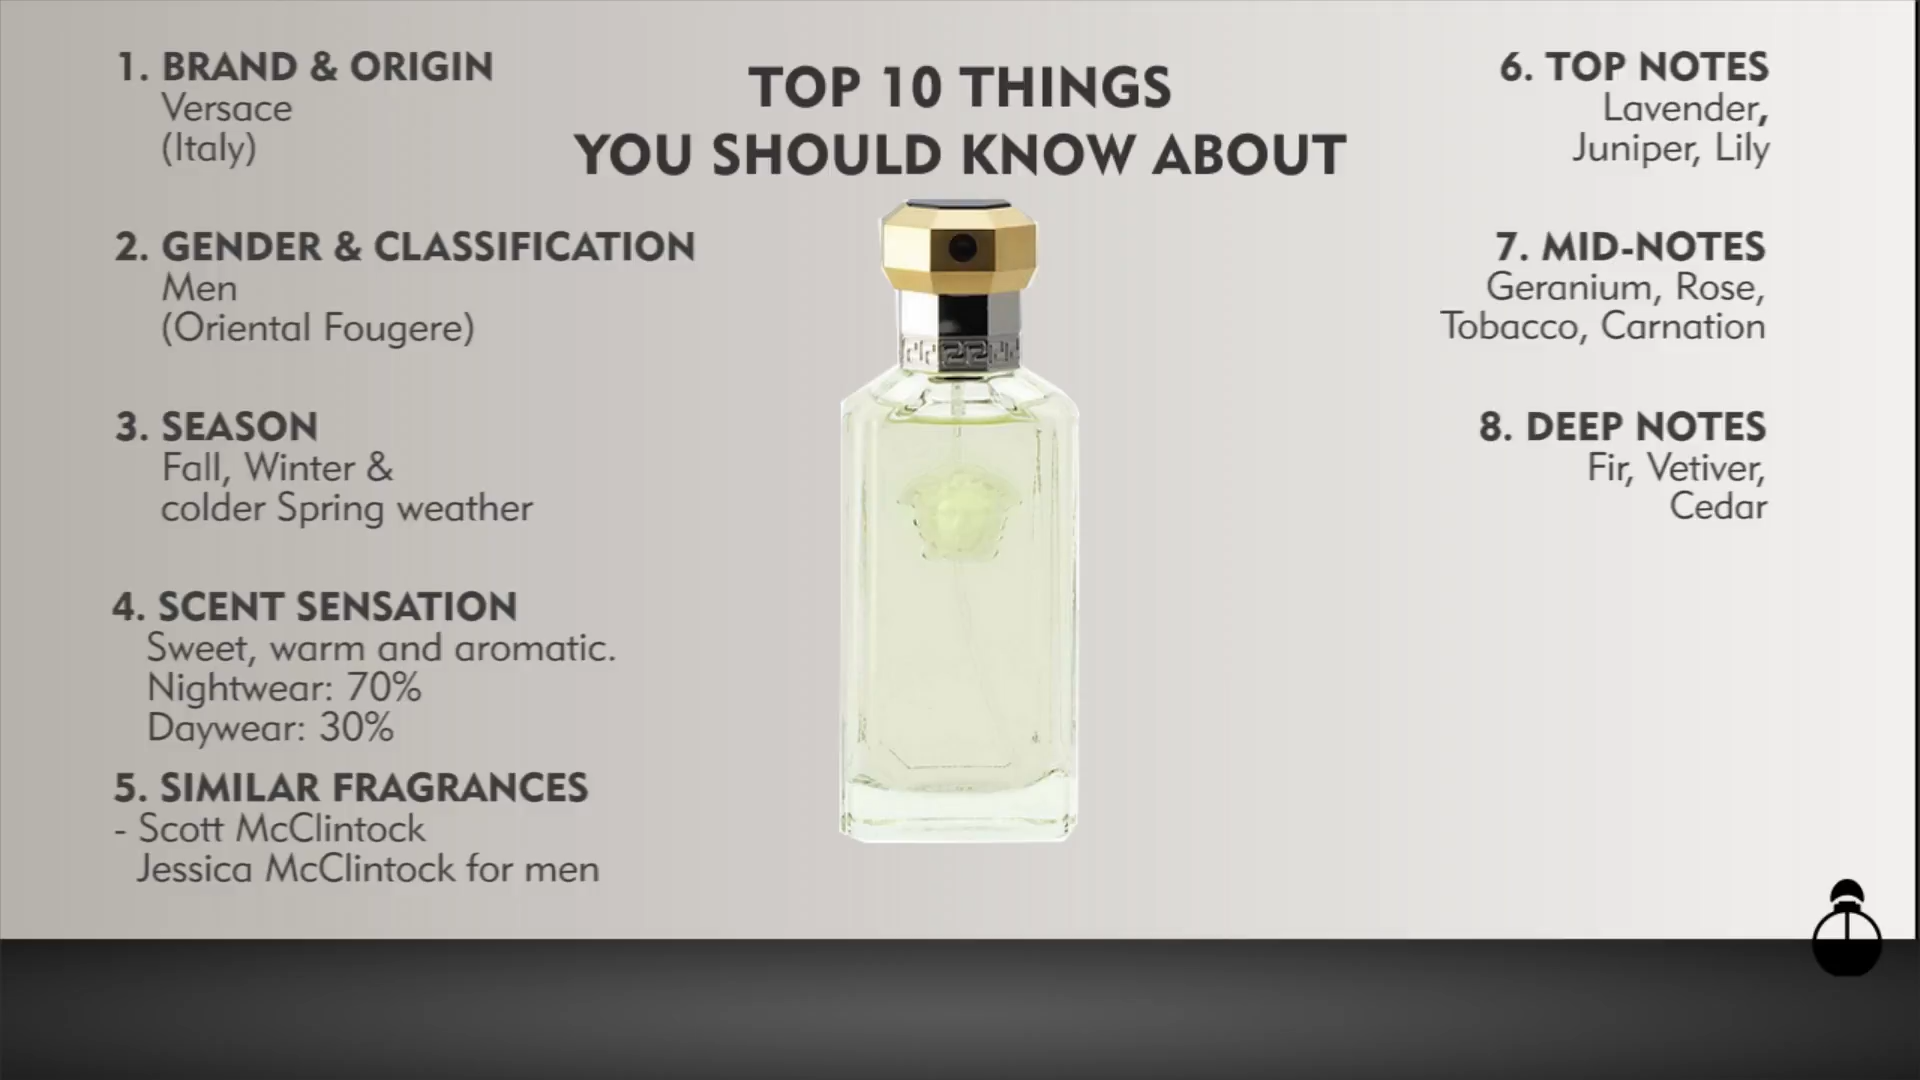 TOP 10 THINGS
YOU SHOULD KNOW ABOUT
1. BRAND & ORIGIN
Versace
(Italy)
2. GENDER & CLASSIFICATION
Men
(Oriental Fougere)
3. SEASON
Fall, Winter &
colder Spring weather
4. SCENT SENSATION
Sweet, warm and aromatic.
Nightwear: 70%
Daywear: 30%
5. SIMILAR FRAGRANCES
- Scott McClintock
Jessica McClintock for men
6. TOP NOTES
Lavender,
Juniper, Lily
7. MID-NOTES
Geranium, Rose,
Tobacco, Carnation
8. DEEP NOTES
Fir, Vetiver,
Cedar